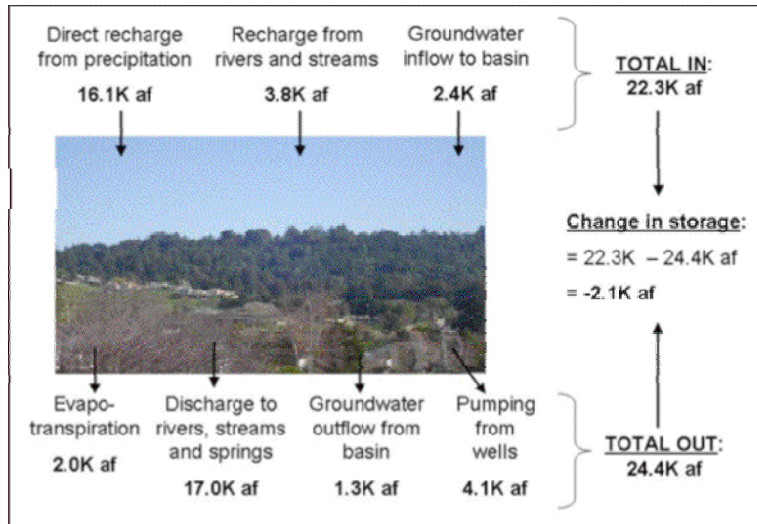 Direct recharge
from precipitation
16.1K af
Recharge from
rivers and streams
3.8K af
Groundwater
inflow to basin
2.4K af
TOTAL IN:
22.3K af
Change in storage:
= 22.3K – 24.4K af
= -2.1K af
Evapo-
transpiration
2.0K af
Discharge to
rivers, streams
and springs
17.0K af
Groundwater
outflow from
basin
1.3K af
Pumping
from
wells
4.1K af
TOTAL OUT:
24.4K af